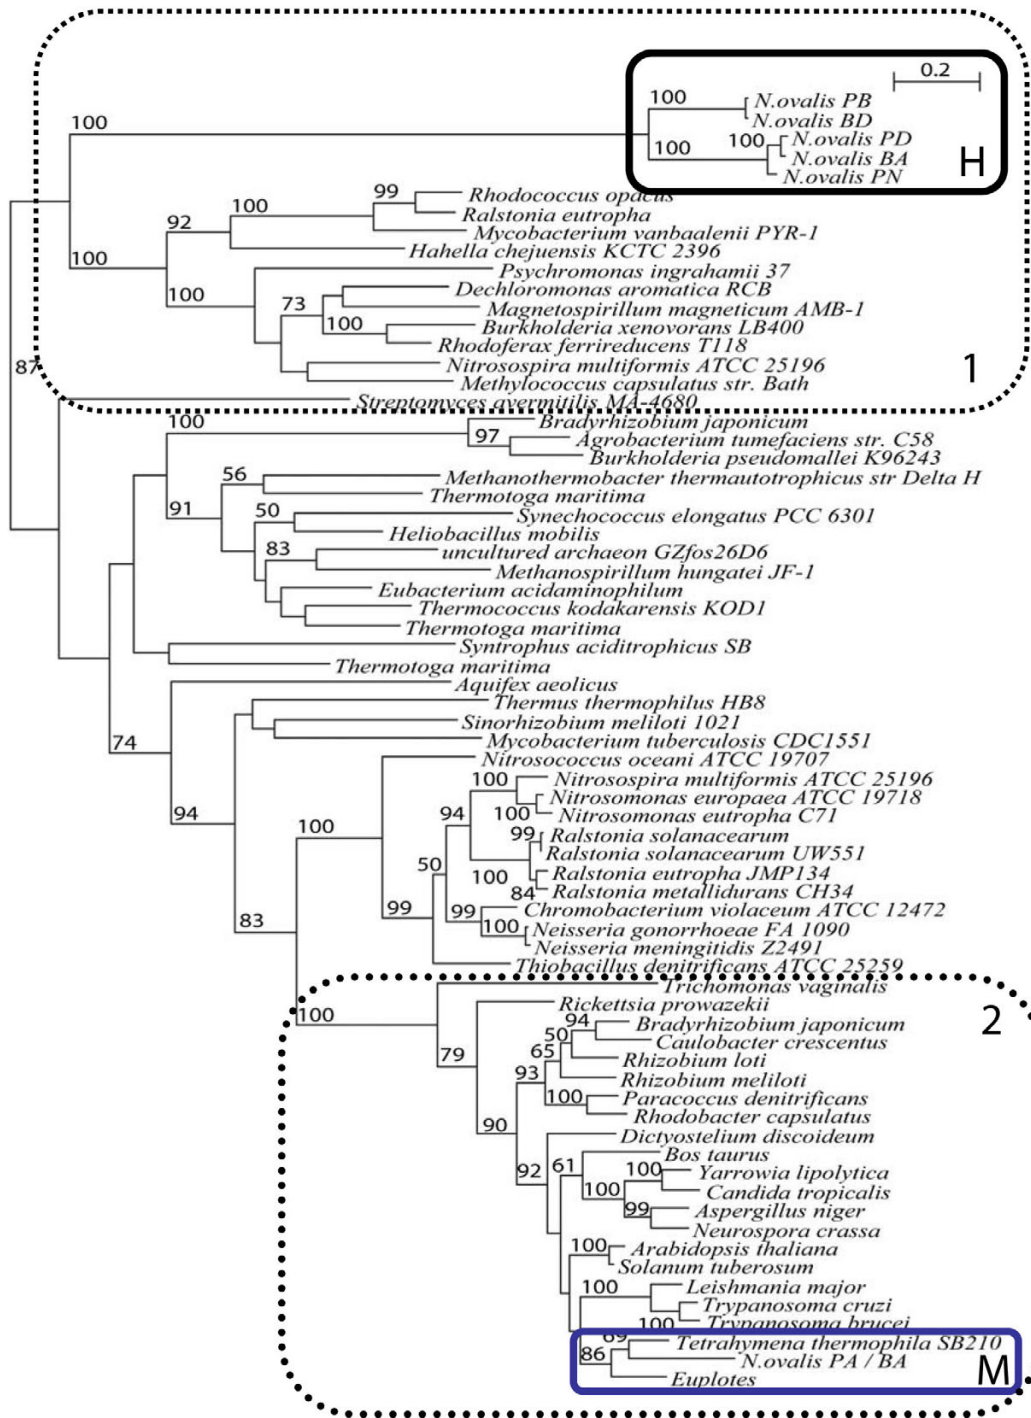 0.2
100 N.ovalis PB
N.ovalis BD
100
100 N.ovalis PD
100 N.ovalis BA
H
N.ovalis PN
99 Rhodococcus opacus
100 Ralstonia eutropha
92 Mycobacterium vanbaalenii PYR-1
Hahella chejuensis KCTC 2396
100
Psychromonas ingrahamii 37
100 Dechloromonas aromatica RCB
73 Magnetospirillum magneticum AMB-1
100 Burkholderia xenovorans LB400
Rhodoferax ferrireducens T118
87 Nitrosospira multiformis ATCC 25196
1
Methylococcus capsulatus str. Bath
Streptomyces avermitilis MA-4680
Bradyrhizobium japonicum
100 97 Agrobacterium tumefaciens str. C58
Burkholderia pseudomallei K96243
56 Methanothermobacter thermautotrophicus str Delta H
Thermotoga maritima
91 50 Synechococcus elongatus PCC 6301
Heliobacillus mobilis
83 uncultured archaeon GZfos26D6
Methanospirillum hungatei JF-1
Eubacterium acidaminophilum
Thermococcus kodakarensis KOD1
Thermotoga maritima
Syntrophus aciditrophicus SB
Thermotoga maritima
Aquifex aeolicus
Thermus thermophilus HB8
Sinorhizobium meliloti 1021
74 Mycobacterium tuberculosis CDC1551
Nitrosococcus oceani ATCC 19707
100 Nitrosospira multiformis ATCC 25196
Nitrosomonas europaea ATCC 19718
94 100 94 100 Nitrosomonas eutropha C71
99 Ralstonia solanacearum
Ralstonia solanacearum UW551
50 100 Ralstonia eutropha JMP134
84 Ralstonia metallidurans CH34
99 99 Chromobacterium violaceum ATCC 12472
83 100 Neisseria gonorrhoeae FA 1090
Neisseria meningitidis Z2491
Thiobacillus denitrificans ATCC 25259
Trichomonas vaginalis
Rickettsia prowazekii
100 94 Bradyrhizobium japonicum
2
50 Caulobacter crescentus
79 65 Rhizobium loti
93 Rhizobium meliloti
100 Paracoccus denitrificans
Rhodobacter capsulatus
90 Dictyostelium discoideum
Bos taurus
92 61 100 Yarrowia lipolytica
100 Candida tropicalis
99 Aspergillus niger
Neurospora crassa
100 Arabidopsis thaliana
Solanum tuberosum
100 Leishmania major
Trypanosoma cruzi
100 Trypanosoma brucei
69 Tetrahymena thermophila SB210
86 N.ovalis PA / BA
M
Euplotes